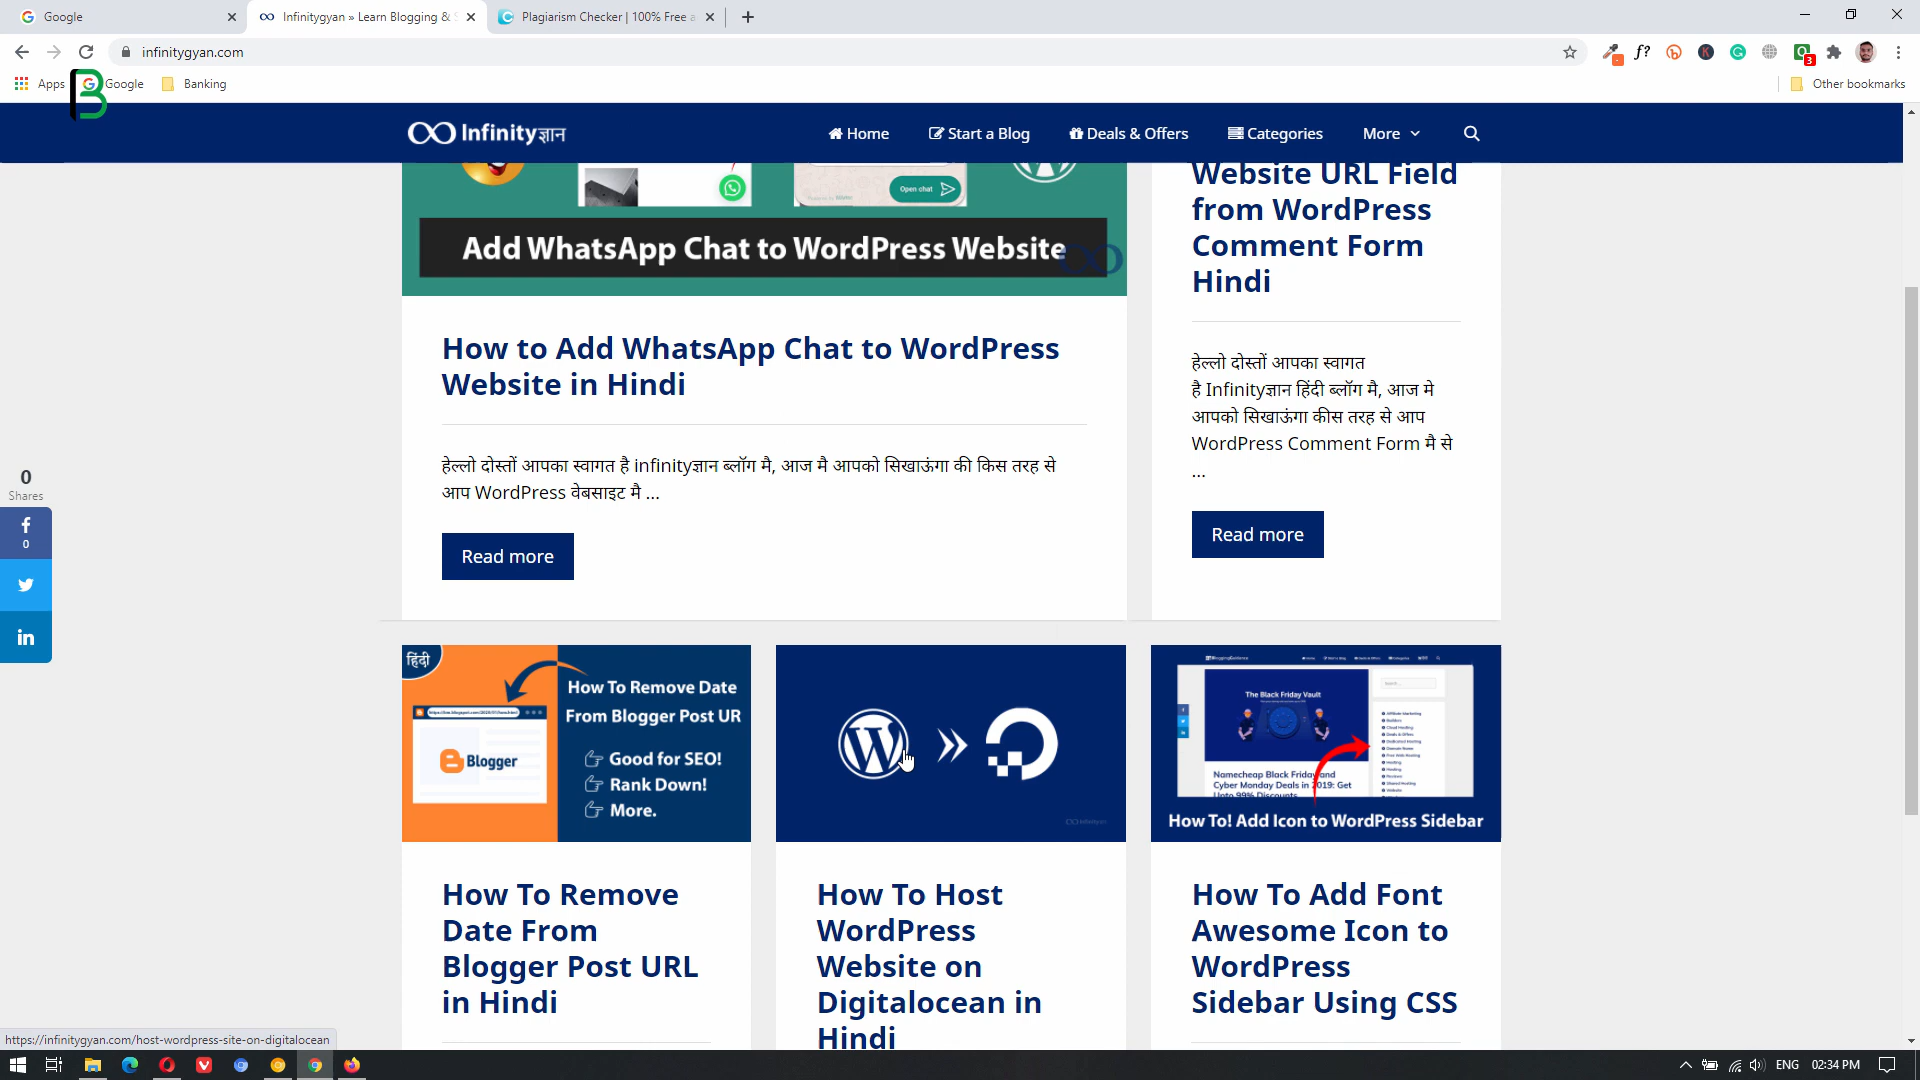 Google
Infinitygyan » Learn Blogging &
Plagiarism Checker | 100% Free
infinitygyan.com
f?
3
Apps
Google
Banking
Other bookmarks
Infinityज्ञान
Home
Start a Blog
Deals & Offers
Categories
More
Open chat
Add WhatsApp Chat to WordPress Website
How to Add WhatsApp Chat to WordPress
Website in Hindi
हेल्लो दोस्तों आपका स्वागत है infinityज्ञान ब्लॉग मै, आज मै आपको सिखाऊंगा की किस तरह से
आप WordPress वेबसाइट मै ...
Read more
Website URL Field
from WordPress
Comment Form
Hindi
हेल्लो दोस्तों आपका स्वागत
है Infinityज्ञान हिंदी ब्लॉग मै, आज मे
आपको सिखाऊंगा कीस तरह से आप
WordPress Comment Form मै से
...
Read more
0
Shares
f
0
in
हिंदी
How To Remove Date
From Blogger Post UR
Good for SEO!
Rank Down!
More.
Blogger
How To Remove
Date From
Blogger Post URL
in Hindi
How To Host
WordPress
Website on
Digitalocean in
Hindi
The Black Friday Vault
Namecheap Black Friday and
Cyber Monday Deals in 2019: Get
Upto 99% Discounts
How To! Add Icon to WordPress Sidebar
How To Add Font
Awesome Icon to
WordPress
Sidebar Using CSS
https://infinitygyan.com/host-wordpress-site-on-digitalocean
ENG
02:34 PM